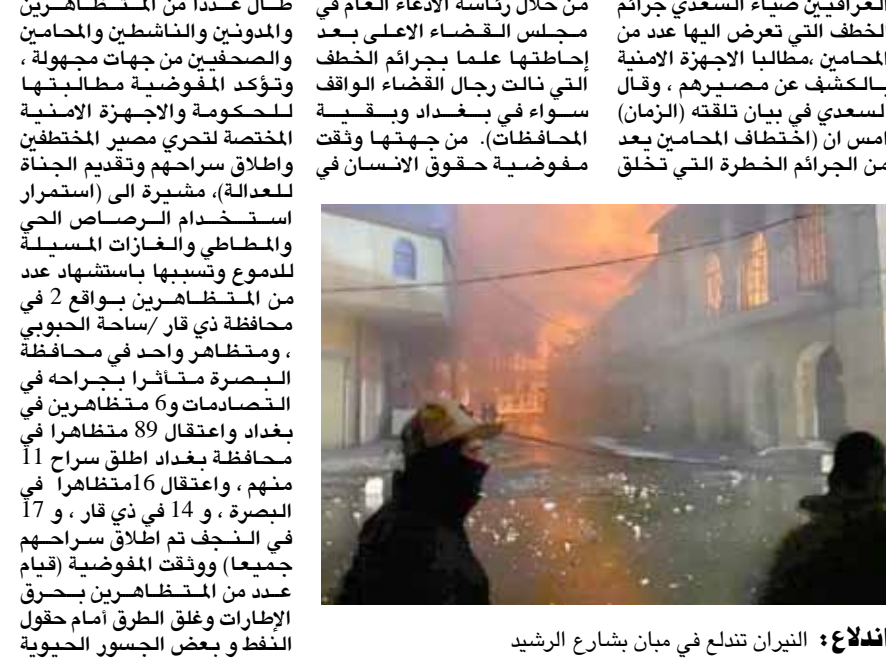 العراقيين ضياء السعدي جرائم
الخطف التي تعرض اليها عدد من
المحامين ،مطالبا الاجهزة الامنية
بالكشف عن مصيرهم ، وقال
السعدي في بيان تلقته (الزمان)
امس ان (اختطاف المحامين يعد
من الجرائم الخطرة التي تخلق
من خلال رئاسة الادعاء العام في
مجلس القضاء الاعلى بعد
إحاطتها علما بجرائم الخطف
التي نالت رجال القضاء الواقف
سواء في بغداد وبقية
المحافظات). من جهتها وثقت
مفوضية حقوق الانسان في
طال عددا من المتظاهرين
والمدونين والناشطين والمحامين
والصحفيين من جهات مجهولة ،
وتؤكد المفوضية مطالبتها
للحكومة والاجهزة الامنية
المختصة لتحري مصير المختطفين
واطلاق سراحهم وتقديم الجناة
للعدالة)، مشيرة الى (استمرار
استخدام الرصاص الحي
والمطاطي والغازات المسيلة
للدموع وتسببها باستشهاد عدد
من المتظاهرين بواقع 2 في
محافظة ذي قار /ساحة الحبوبي
، ومتظاهر واحد في محافظة
البصرة متأثرا بجراحه في
التصادمات و6 متظاهرين في
بغداد واعتقال 89 متظاهرا في
محافظة بغداد اطلق سراح 11
منهم ، واعتقال 16متظاهرا في
البصرة ، و 14 في ذي قار ، و 17
في النجف تم اطلاق سراحهم
جميعا) ووثقت المفوضية (قيام
عدد من المتظاهرين بحرق
الإطارات وغلق الطرق أمام حقول
النفط و بعض الجسور الحيوية
اندلاع: النيران تندلع في مبان بشارع الرشيد